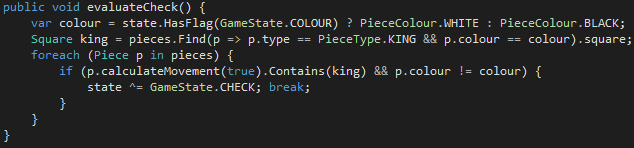 public void evaluateCheck() {
    var colour = state.HasFlag(GameState.COLOUR) ? PieceColour.WHITE : PieceColour.BLACK;
    Square king = pieces.Find(p => p.type == PieceType.KING && p.colour == colour).square;
    foreach (Piece p in pieces) {
        if (p.calculateMovement(true).Contains(king) && p.colour != colour) {
            state ^= GameState.CHECK; break;
        }
    }
}